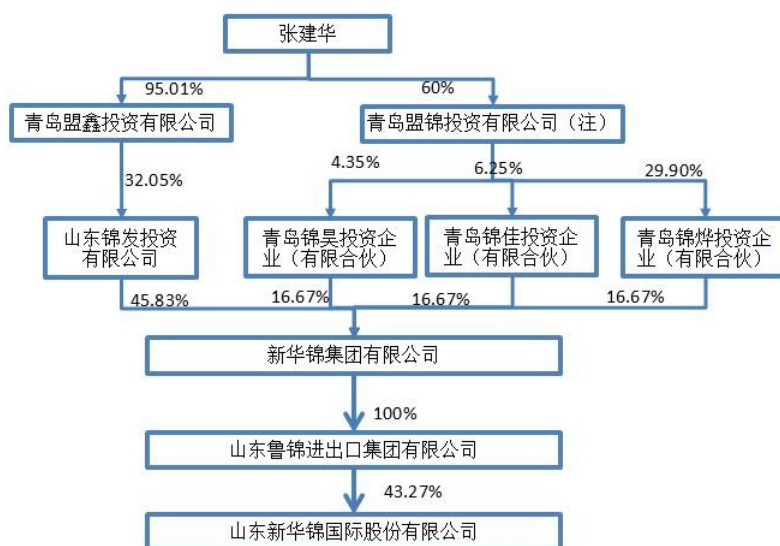 张建华
95.01%
60%
青岛盟鑫投资有限公司
青岛盟锦投资有限公司（注）
32.05%
4.35%
6.25%
29.90%
山东锦发投资
有限公司
青岛锦昊投资企
业（有限合伙）
青岛锦佳投资企
业（有限合伙）
青岛锦烨投资企
业（有限合伙）
45.83%
16.67%
16.67%
16.67%
新华锦集团有限公司
100%
山东鲁锦进出口集团有限公司
43.27%
山东新华锦国际股份有限公司